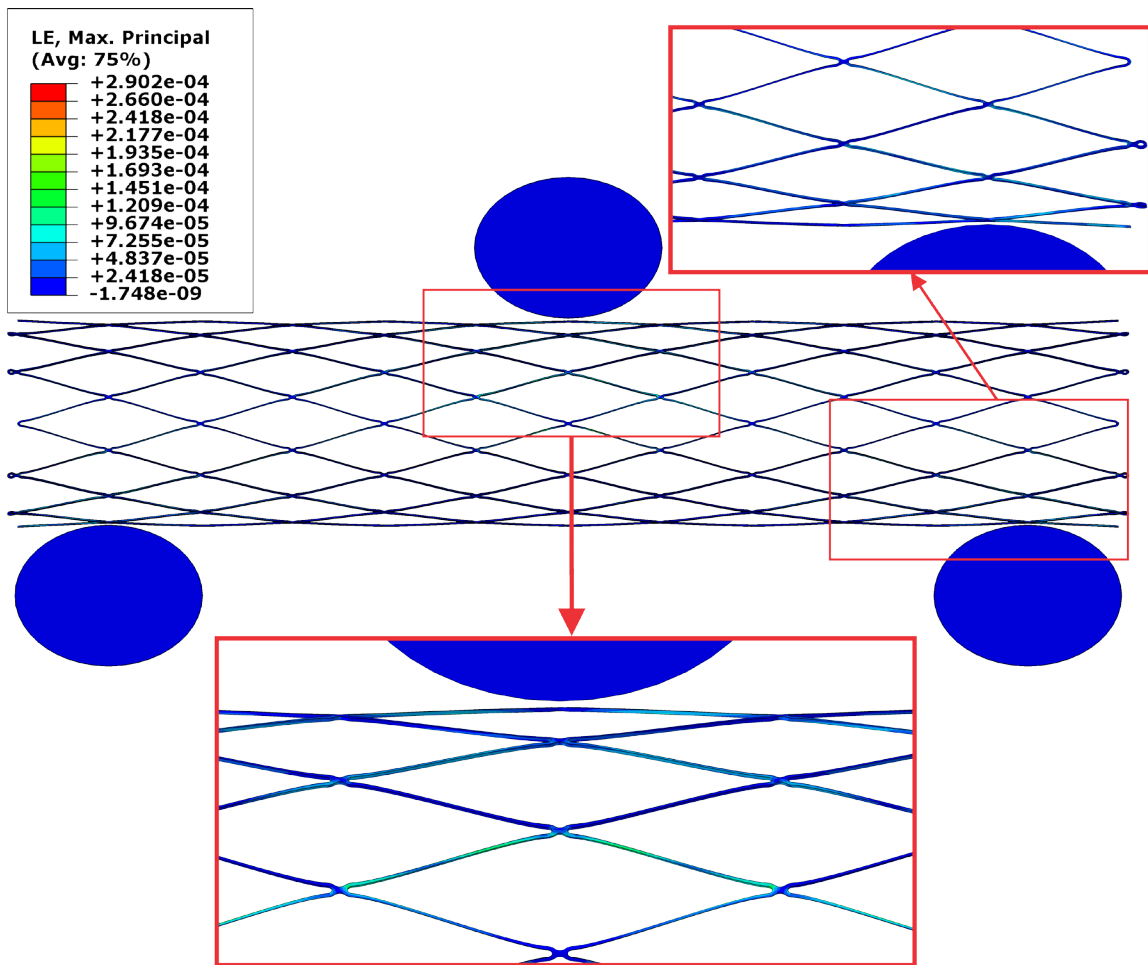 LE, Max. Principal
(Avg: 75%)
+2.902e-04
+2.660e-04
+2.418e-04
+2.177e-04
+1.935e-04
+1.693e-04
+1.451e-04
+1.209e-04
+9.674e-05
+7.255e-05
+4.837e-05
+2.418e-05
-1.748e-09